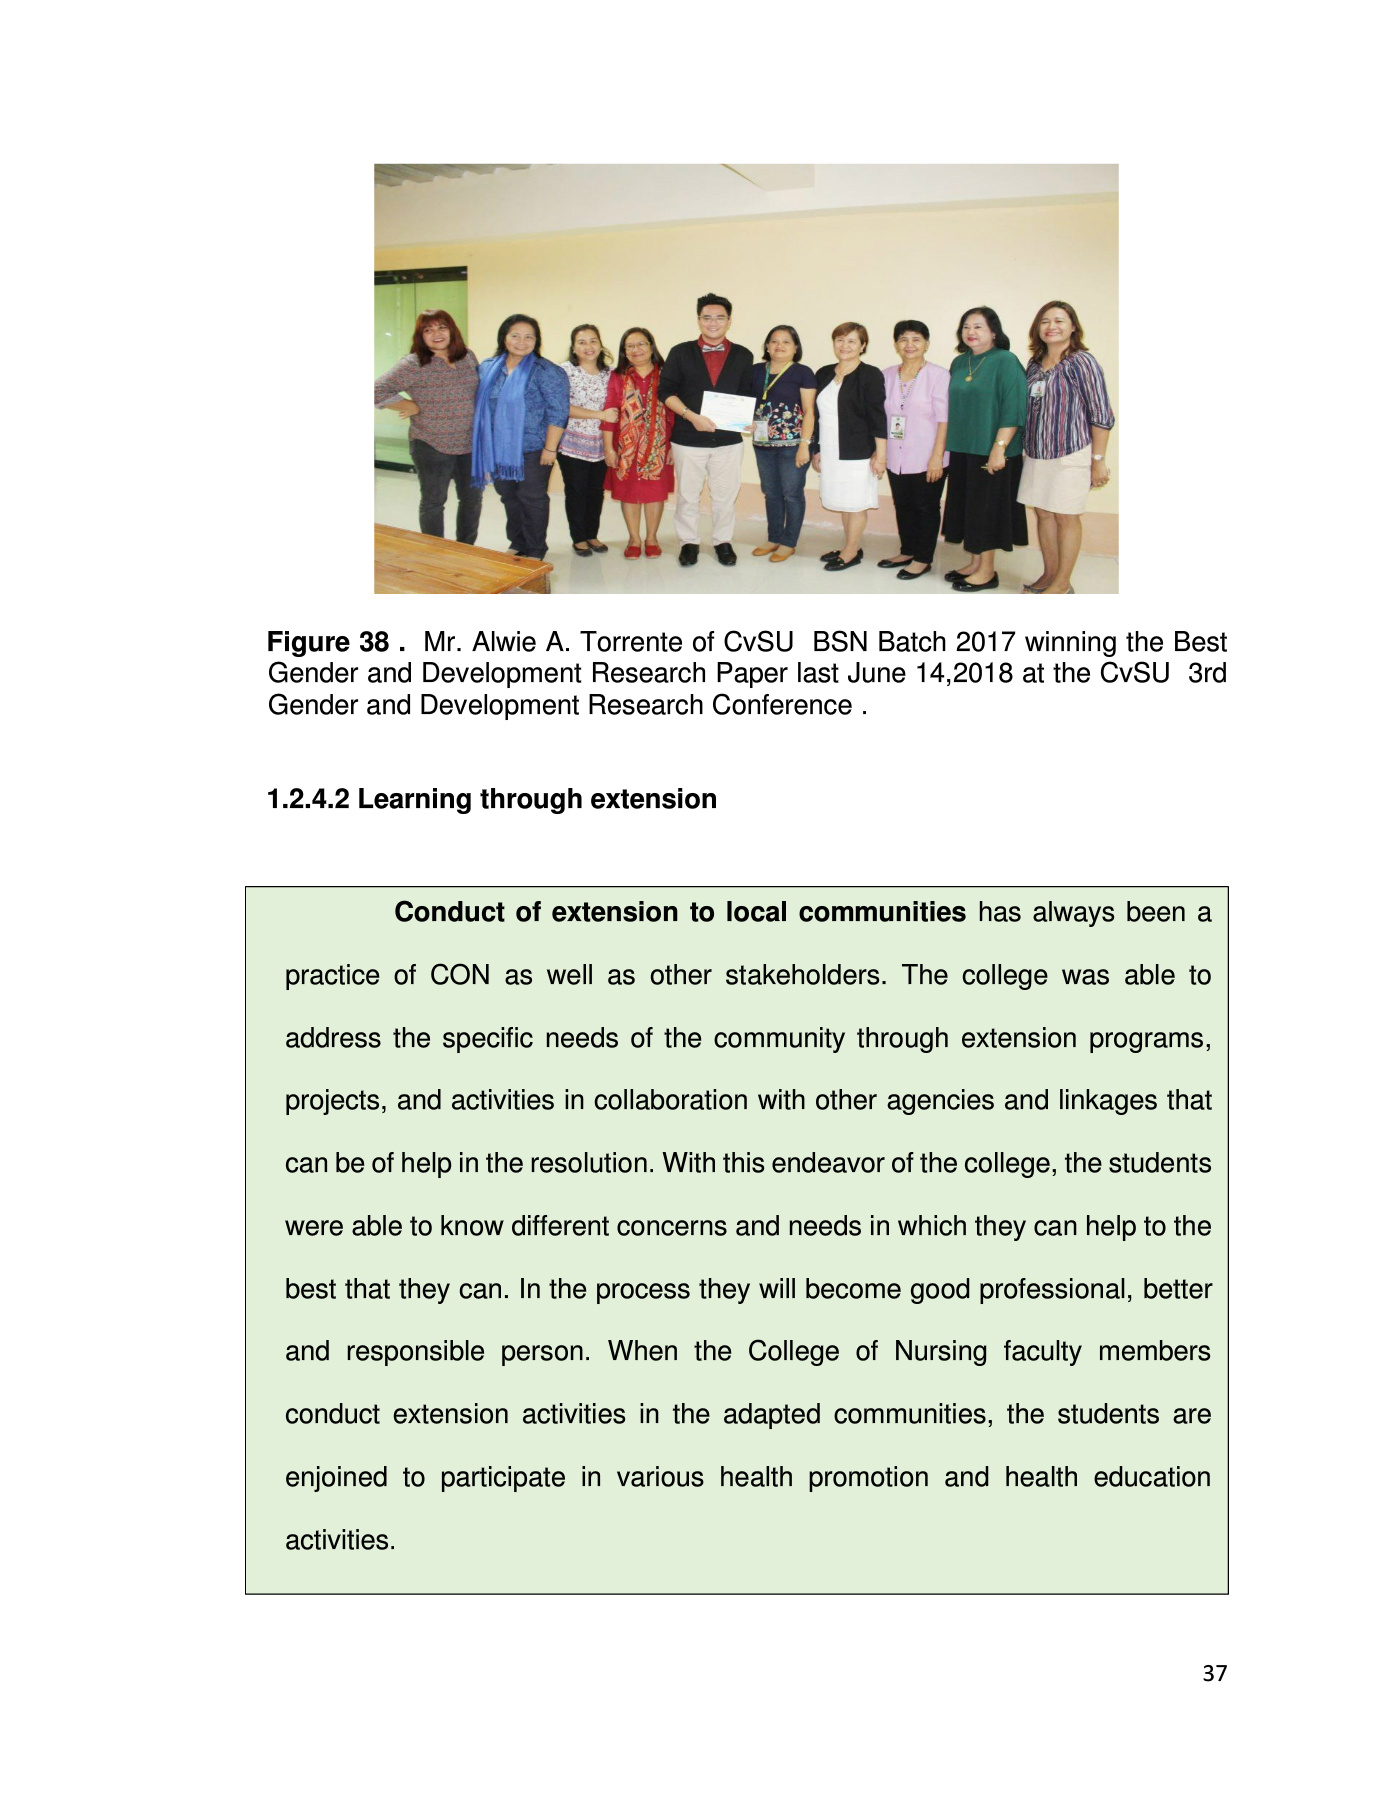 Figure 38 .  Mr. Alwie A. Torrente of CvSU  BSN Batch 2017 winning the Best
Gender and Development Research Paper last June 14,2018 at the CvSU  3rd
Gender and Development Research Conference .
1.2.4.2 Learning through extension
Conduct of extension to local communities has always been a
practice of CON as well as other stakeholders. The college was able to
address the specific needs of the community through extension programs,
projects, and activities in collaboration with other agencies and linkages that
can be of help in the resolution. With this endeavor of the college, the students
were able to know different concerns and needs in which they can help to the
best that they can. In the process they will become good professional, better
and responsible person. When the College of Nursing faculty members
conduct extension activities in the adapted communities, the students are
enjoined to participate in various health promotion and health education
activities.
37